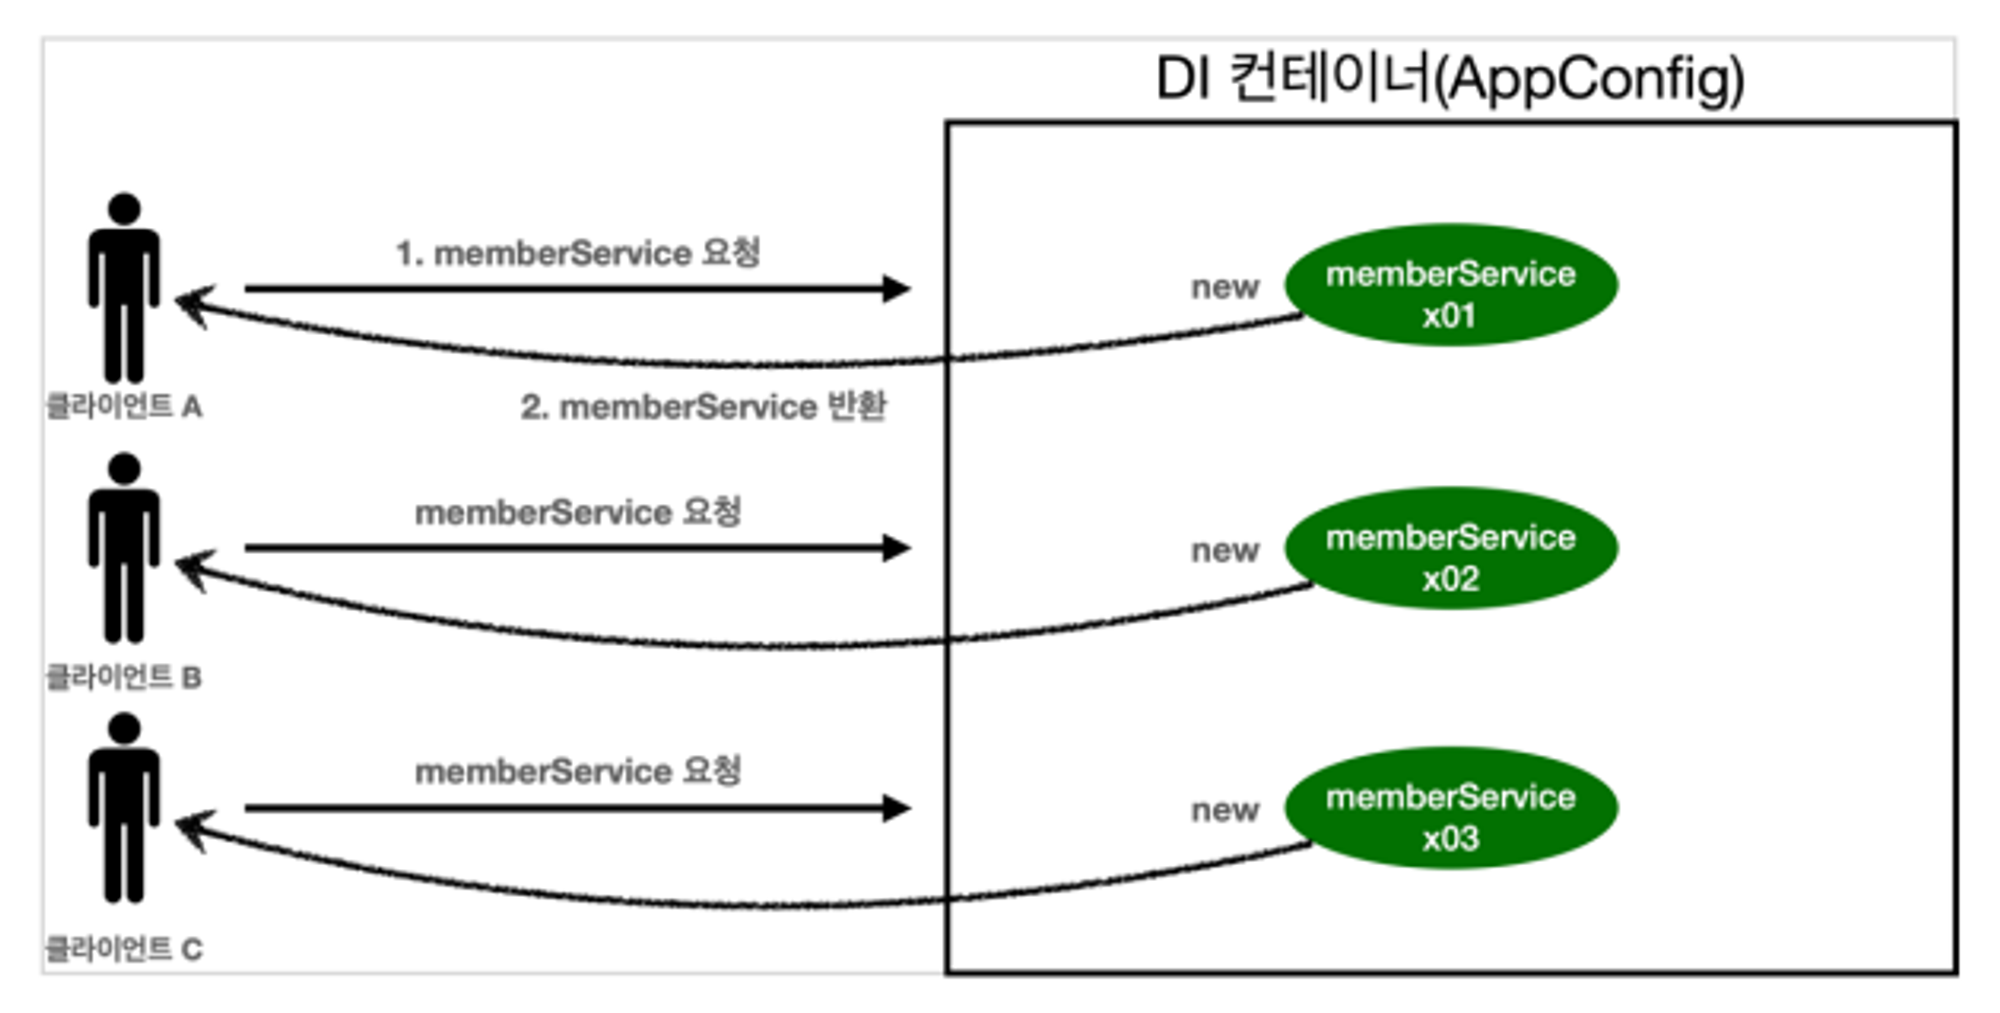 DI 컨테이너(AppConfig)
1. memberService 요청
new
memberService
x01
클라이언트 A
2. memberService 반환
memberService 요청
new
memberService
x02
클라이언트 B
memberService 요청
new
memberService
x03
클라이언트 C